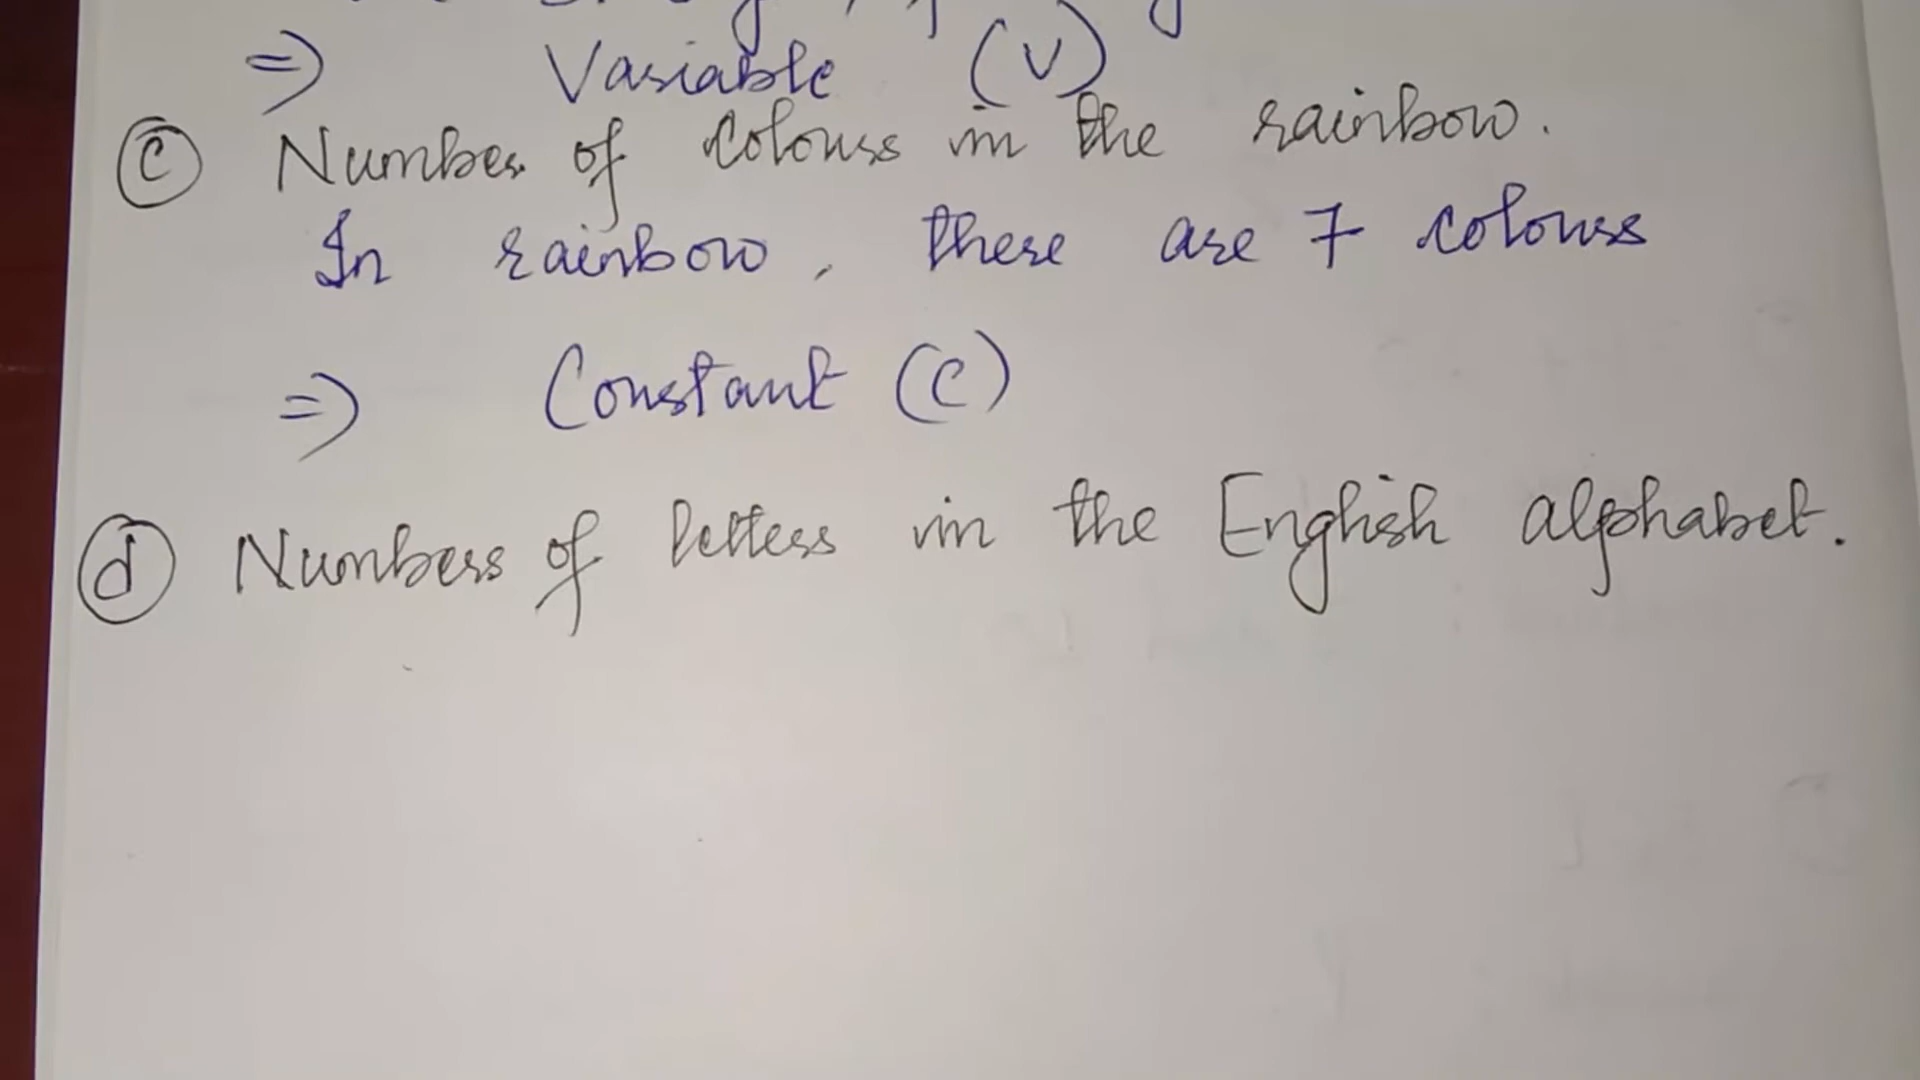 => Variable (V)
(c) Number of colours in the rainbow.
In rainbow, there are 7 colours
=> Constant (C)
(d) Numbers of letters in the English alphabet.